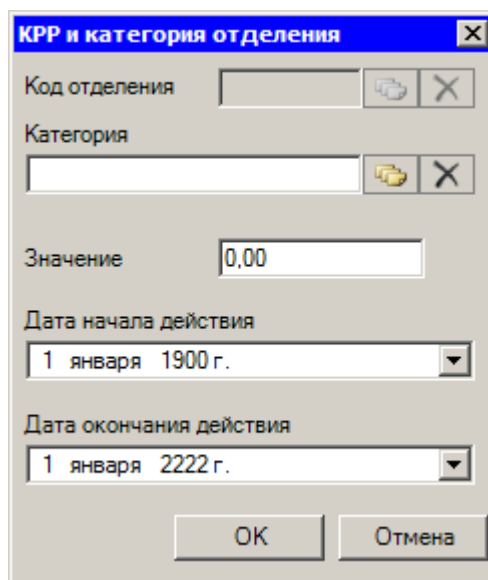 КРР и категория отделения
Код отделения
Категория
Значение 0,00
Дата начала действия
1 января 1900 г.
Дата окончания действия
1 января 2222 г.
OK Отмена